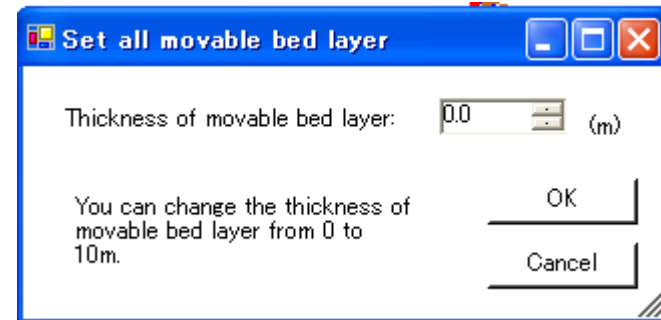 Set all movable bed layer
Thickness of movable bed layer:
0.0
(m)
You can change the thickness of
movable bed layer from 0 to
10m.
OK
Cancel